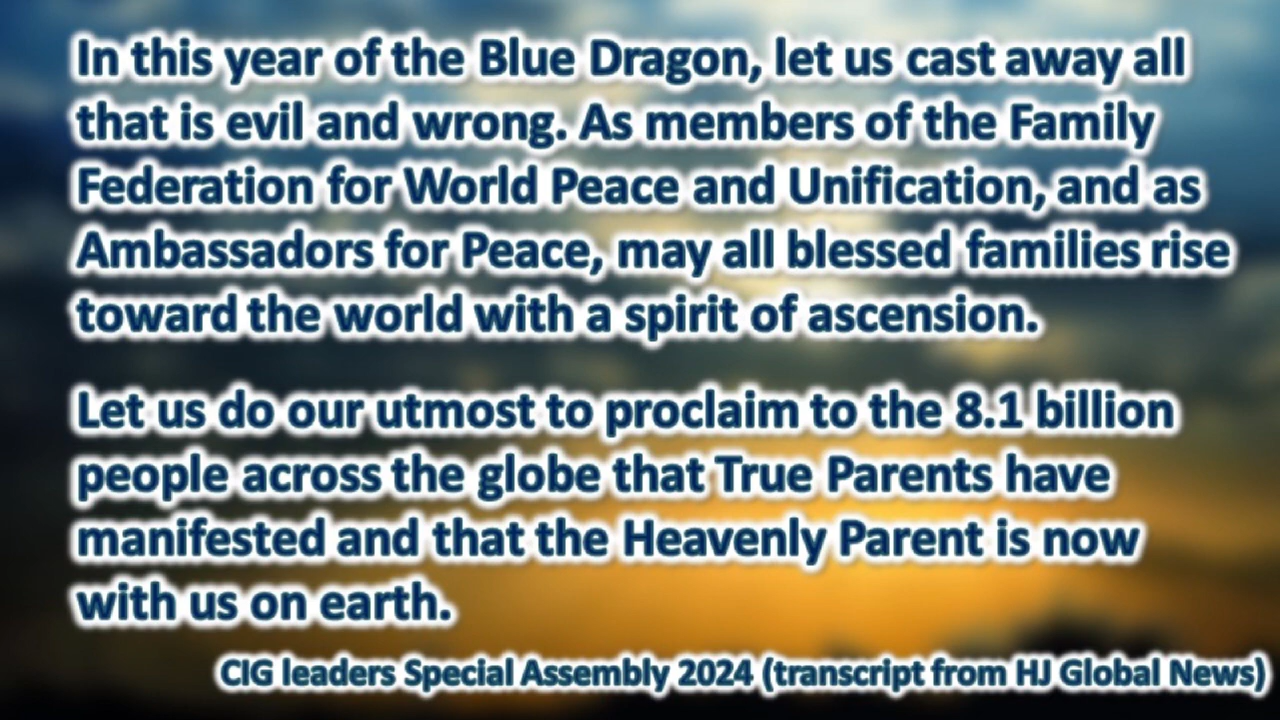 In this year of the Blue Dragon, let us cast away all
that is evil and wrong. As members of the Family
Federation for World Peace and Unification, and as
Ambassadors for Peace, may all blessed families rise
toward the world with a spirit of ascension.
Let us do our utmost to proclaim to the 8.1 billion
people across the globe that True Parents have
manifested and that the Heavenly Parent is now
with us on earth.
CIG leaders Special Assembly 2024 (transcript from HJ Global News)